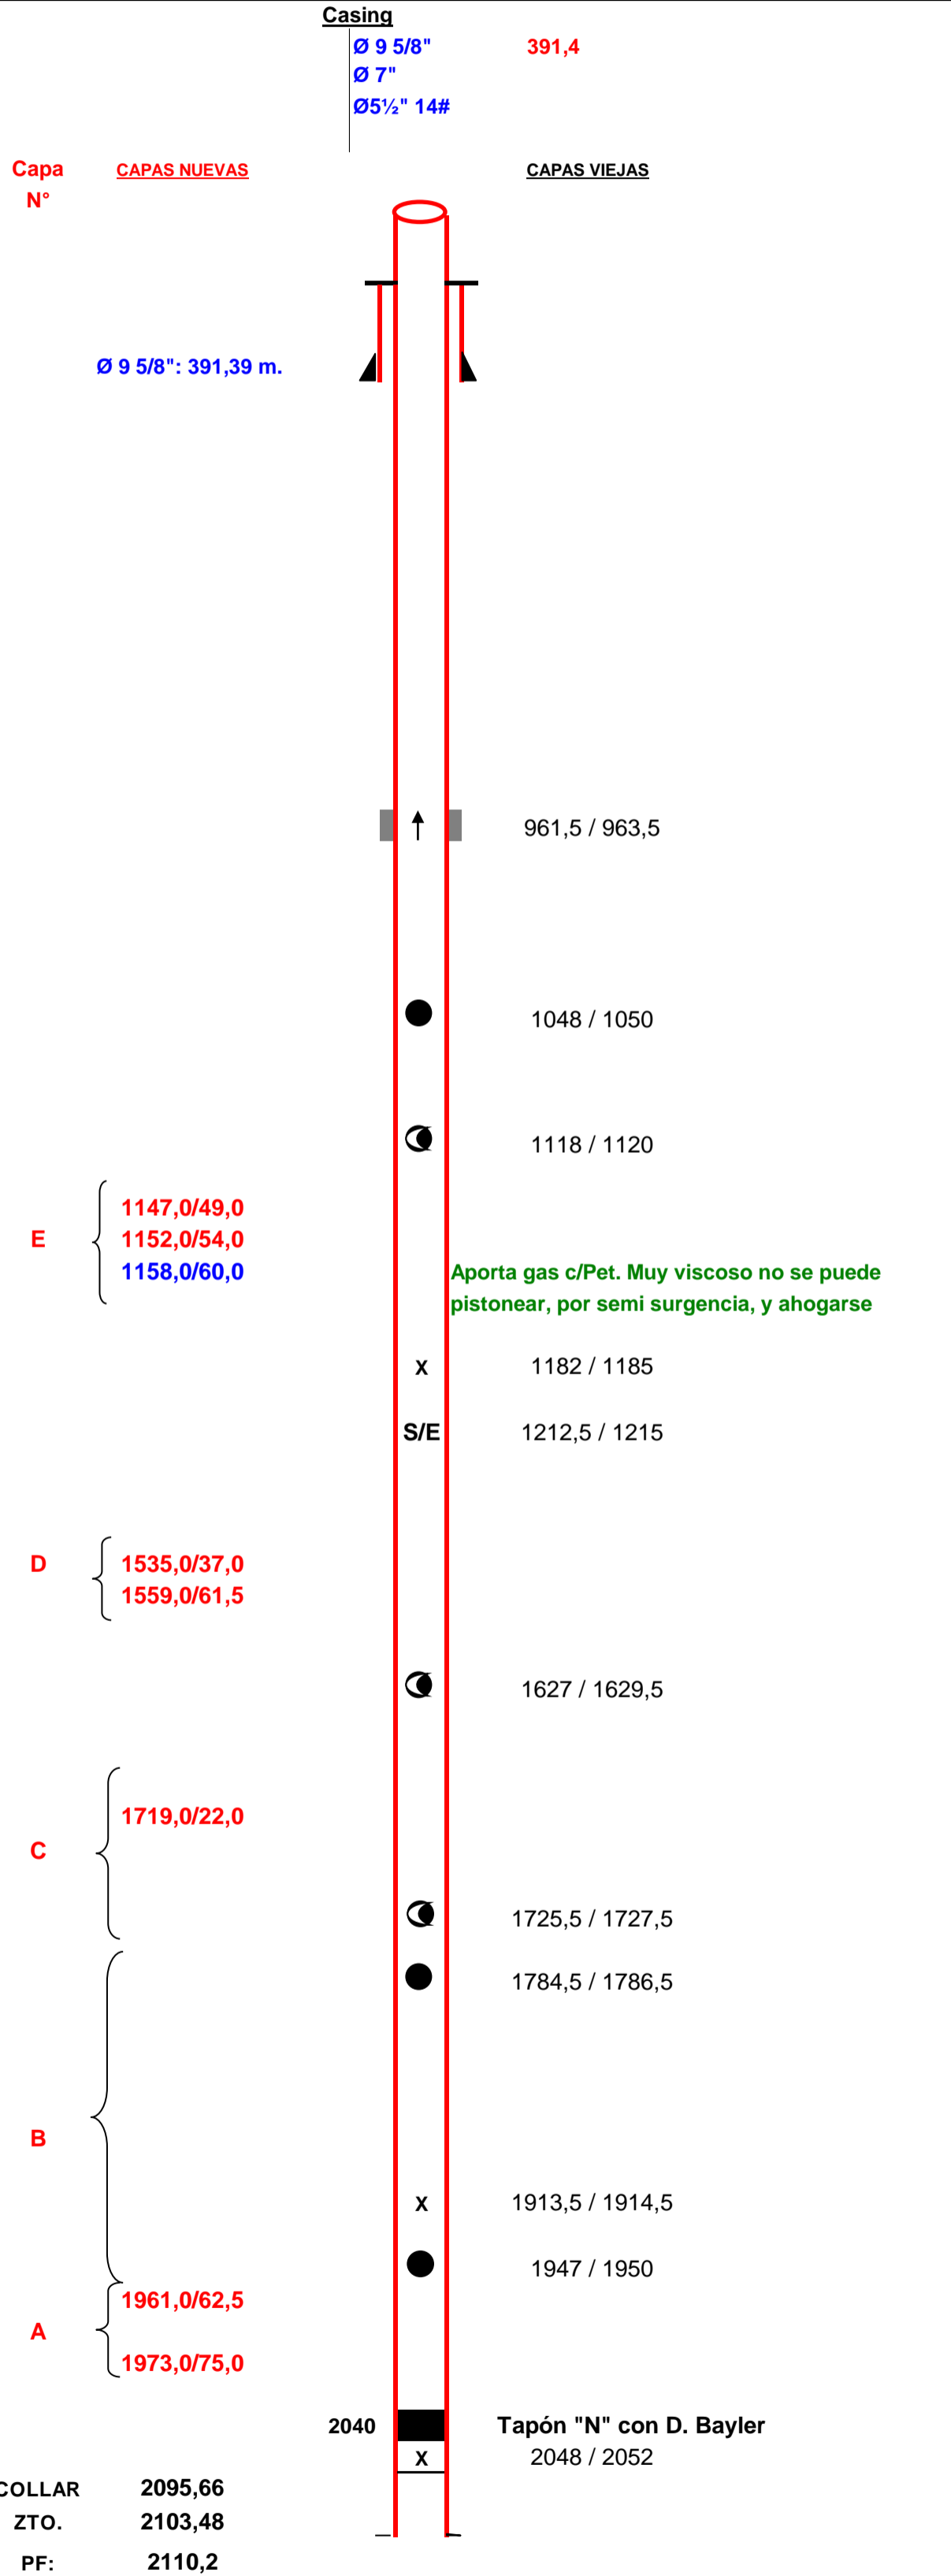 Casing
Ø 9 5/8" 391,4
Ø 7"
Ø5½" 14#
Capa CAPAS NUEVAS CAPAS VIEJAS
N°
Ø 9 5/8": 391,39 m.
961,5 / 963,5
1048 / 1050
1118 / 1120
1147,0/49,0
E 1152,0/54,0
1158,0/60,0 Aporta gas c/Pet. Muy viscoso no se puede
pistonear, por semi surgencia, y ahogarse
X 1182 / 1185
S/E 1212,5 / 1215
D 1535,0/37,0
1559,0/61,5
1627 / 1629,5
1719,0/22,0
C
1725,5 / 1727,5
1784,5 / 1786,5
B
X 1913,5 / 1914,5
1947 / 1950
1961,0/62,5
A
1973,0/75,0
2040 Tapón "N" con D. Bayler
X 2048 / 2052
COLLAR 2095,66
ZTO. 2103,48
PF: 2110,2